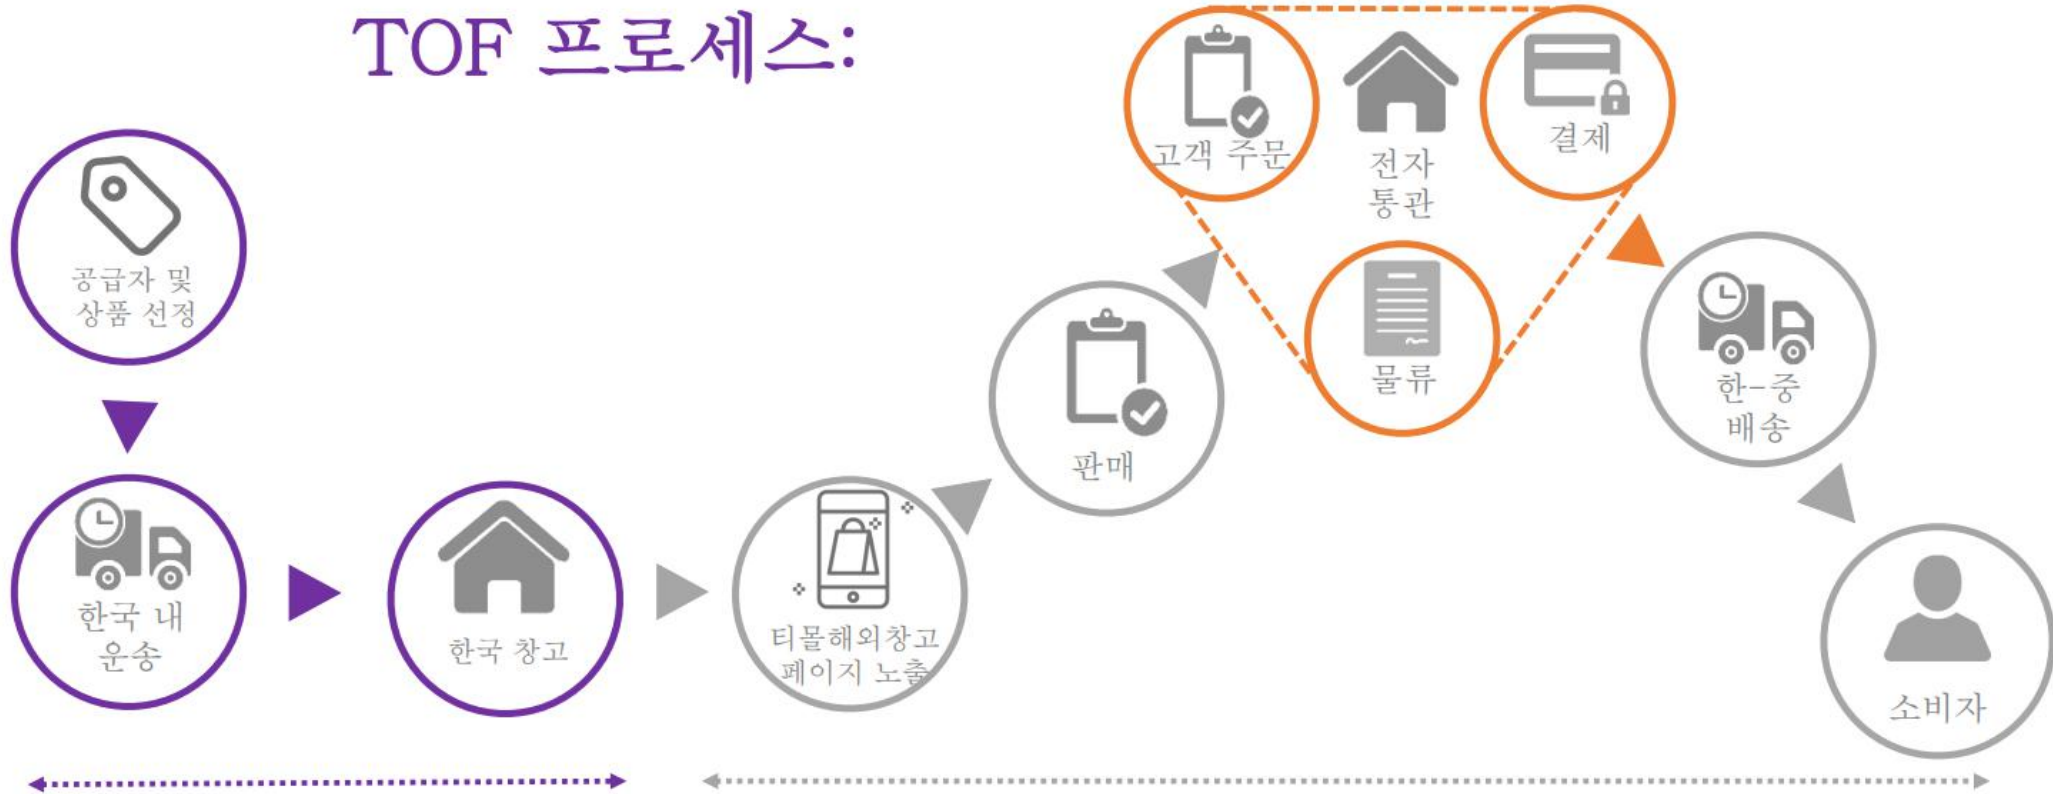 TOF 프로세스:
공급자 및
상품 선정
한국 내
운송
한국 창고
티몰해외창고
페이지 노출
판매
고객 주문
전자
통관
결제
물류
한-중
배송
소비자